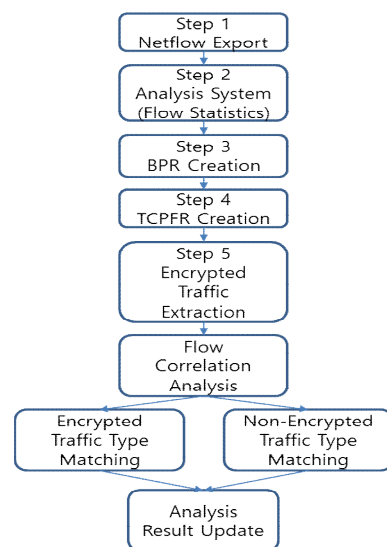 Step 1
Netflow Export
Step 2
Analysis System
(Flow Statistics)
Step 3
BPR Creation
Step 4
TCPFR Creation
Step 5
Encrypted
Traffic
Extraction
Flow
Correlation
Analysis
Encrypted
Traffic Type
Matching
Non-Encrypted
Traffic Type
Matching
Analysis
Result Update